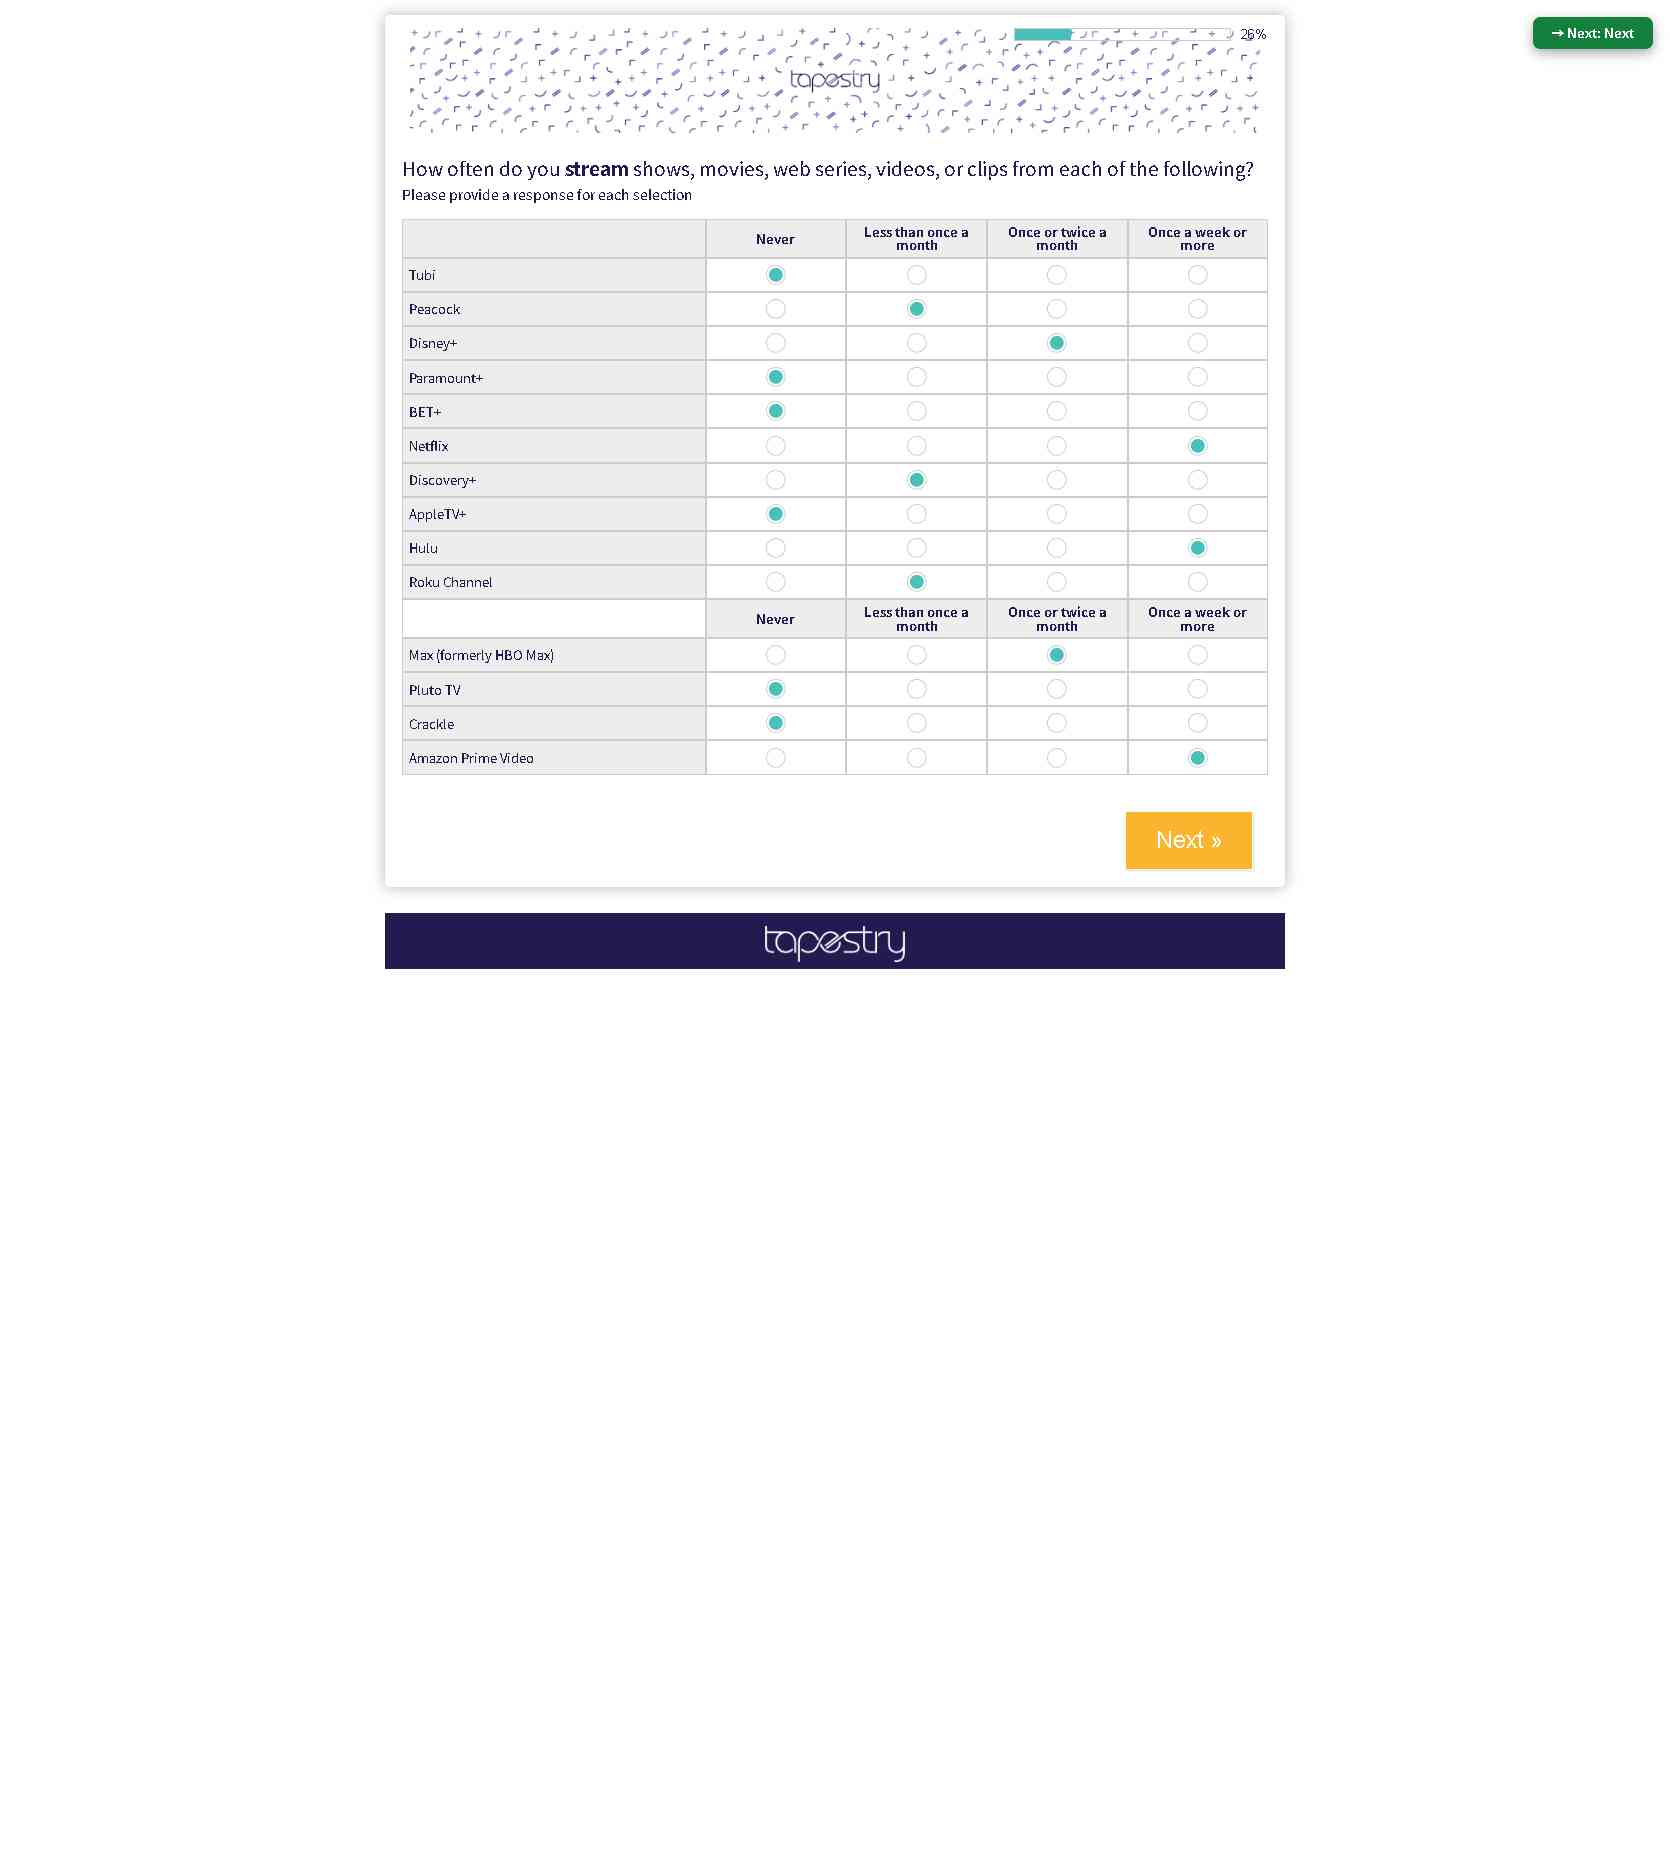 → Next: Next
26%
tapestry
How often do you stream shows, movies, web series, videos, or clips from each of the following?
Please provide a response for each selection
Never Less than once a month Once or twice a month Once a week or more
Tubi
Peacock
Disney+
Paramount+
BET+
Netflix
Discovery+
AppleTV+
Hulu
Roku Channel
Never Less than once a month Once or twice a month Once a week or more
Max (formerly HBO Max)
Pluto TV
Crackle
Amazon Prime Video
Next »
tapestry